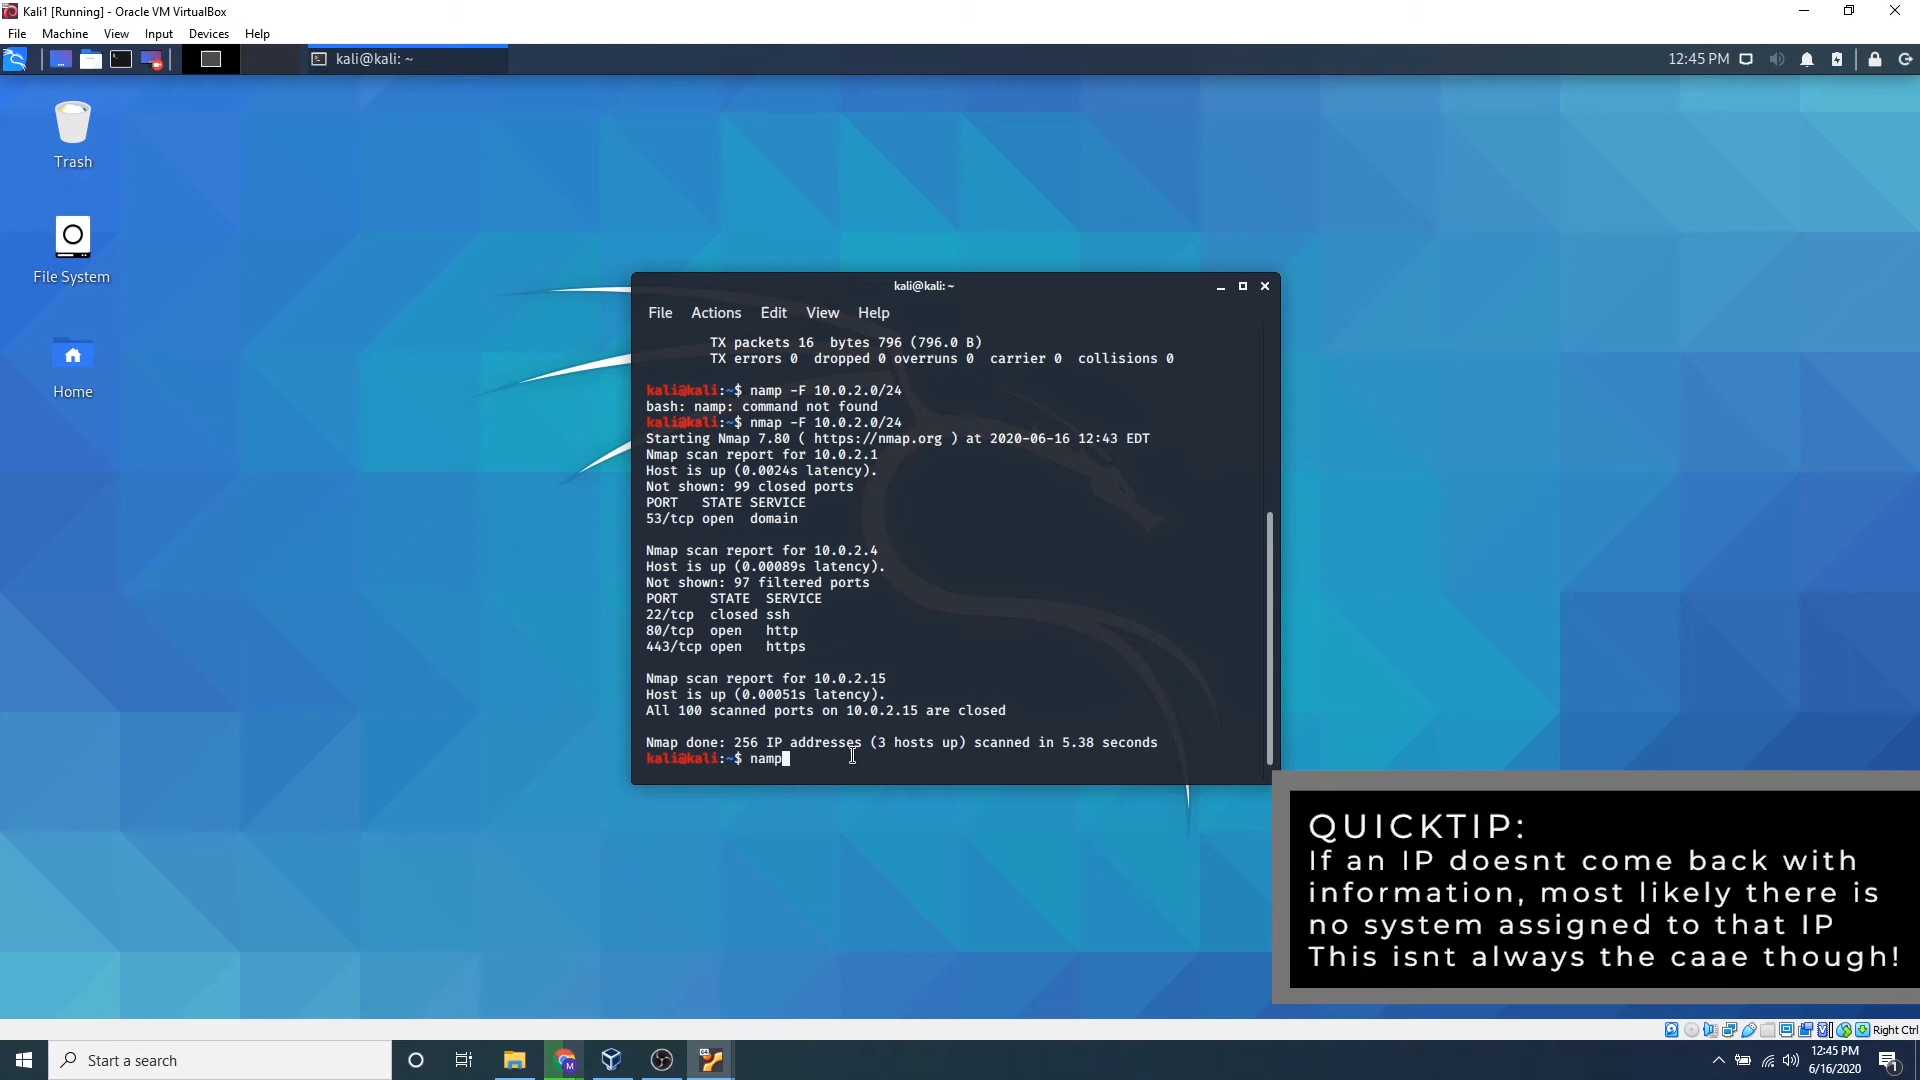 Kali1 [Running] - Oracle VM VirtualBox
File Machine View Input Devices Help
kali@kali: ~
12:45 PM
Trash
File System
Home
kali@kali: ~
File Actions Edit View Help
TX packets 16 bytes 796 (796.0 B)
TX errors 0 dropped 0 overruns 0 carrier 0 collisions 0
kali@kali:~$ namp -F 10.0.2.0/24
bash: namp: command not found
kali@kali:~$ nmap -F 10.0.2.0/24
Starting Nmap 7.80 ( https://nmap.org ) at 2020-06-16 12:43 EDT
Nmap scan report for 10.0.2.1
Host is up (0.0024s latency).
Not shown: 99 closed ports
PORT STATE SERVICE
53/tcp open domain
Nmap scan report for 10.0.2.4
Host is up (0.00089s latency).
Not shown: 97 filtered ports
PORT STATE SERVICE
22/tcp closed ssh
80/tcp open http
443/tcp open https
Nmap scan report for 10.0.2.15
Host is up (0.00051s latency).
All 100 scanned ports on 10.0.2.15 are closed
Nmap done: 256 IP addresses (3 hosts up) scanned in 5.38 seconds
kali@kali:~$ namp
QUICKTIP:
If an IP doesnt come back with
information, most likely there is
no system assigned to that IP
This isnt always the caae though!
Right Ctrl
Start a search
12:45 PM
6/16/2020